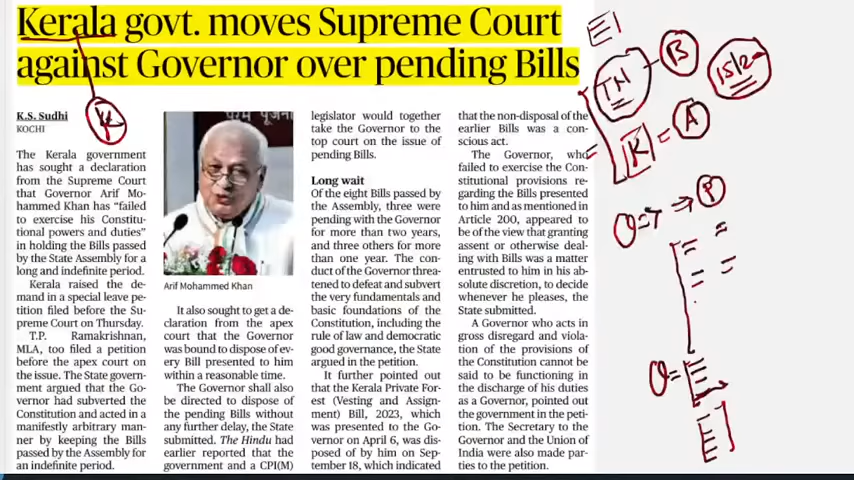 Kerala govt. moves Supreme Court
against Governor over pending Bills
K.S. Sudhi
KOCHI
The Kerala government
has sought a declaration
from the Supreme Court
that Governor Arif Mo-
hammed Khan has “failed
to exercise his Constitu-
tional powers and duties”
in holding the Bills passed
by the State Assembly for a
long and indefinite period.
Kerala raised the de-
mand in a special leave pe-
tition filed before the Su-
preme Court on Thursday.
T.P. Ramakrishnan,
MLA, too filed a petition
before the apex court on
the issue. The State govern-
ment argued that the Go-
vernor had subverted the
Constitution and acted in a
manifestly arbitrary man-
ner by keeping the Bills
passed by the Assembly for
an indefinite period.
Arif Mohammed Khan
It also sought to get a de-
claration from the apex
court that the Governor
was bound to dispose of ev-
ery Bill presented to him
within a reasonable time.
The Governor shall also
be directed to dispose of
the pending Bills without
any further delay, the State
submitted. The Hindu had
earlier reported that the
government and a CPI(M)
legislator would together
take the Governor to the
top court on the issue of
pending Bills.
Long wait
Of the eight Bills passed by
the Assembly, three were
pending with the Governor
for more than two years,
and three others for more
than one year. The con-
duct of the Governor threa-
tened to defeat and subvert
the very fundamentals and
basic foundations of the
Constitution, including the
rule of law and democratic
good governance, the State
argued in the petition.
It further pointed out
that the Kerala Private For-
est (Vesting and Assign-
ment) Bill, 2023, which
was presented to the Go-
vernor on April 6, was dis-
posed of by him on Sep-
tember 18, which indicated
that the non-disposal of the
earlier Bills was a con-
scious act.
The Governor, who
failed to exercise the Con-
stitutional provisions re-
garding the Bills presented
to him and as mentioned in
Article 200, appeared to
be of the view that granting
assent or otherwise deal-
ing with Bills was a matter
entrusted to him in his ab-
solute discretion, to decide
whenever he pleases, the
State submitted.
A Governor who acts in
gross disregard and viola-
tion of the provisions of
the Constitution cannot be
said to be functioning in
the discharge of his duties
as a Governor, pointed out
the government in the peti-
tion. The Secretary to the
Governor and the Union of
India were also made par-
ties to the petition.
TN
B
K = A
P